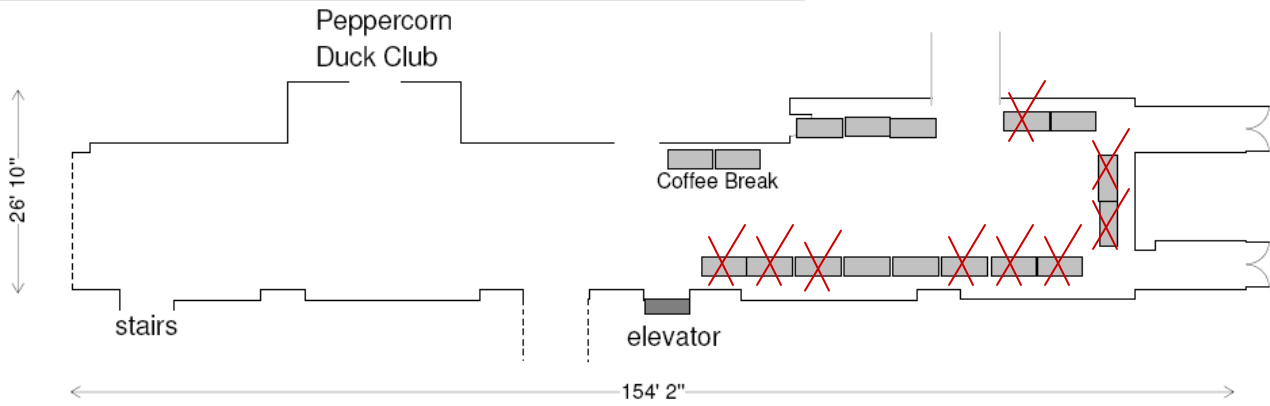 Peppercorn
Duck Club
26' 10"
Coffee Break
stairs
elevator
154' 2"